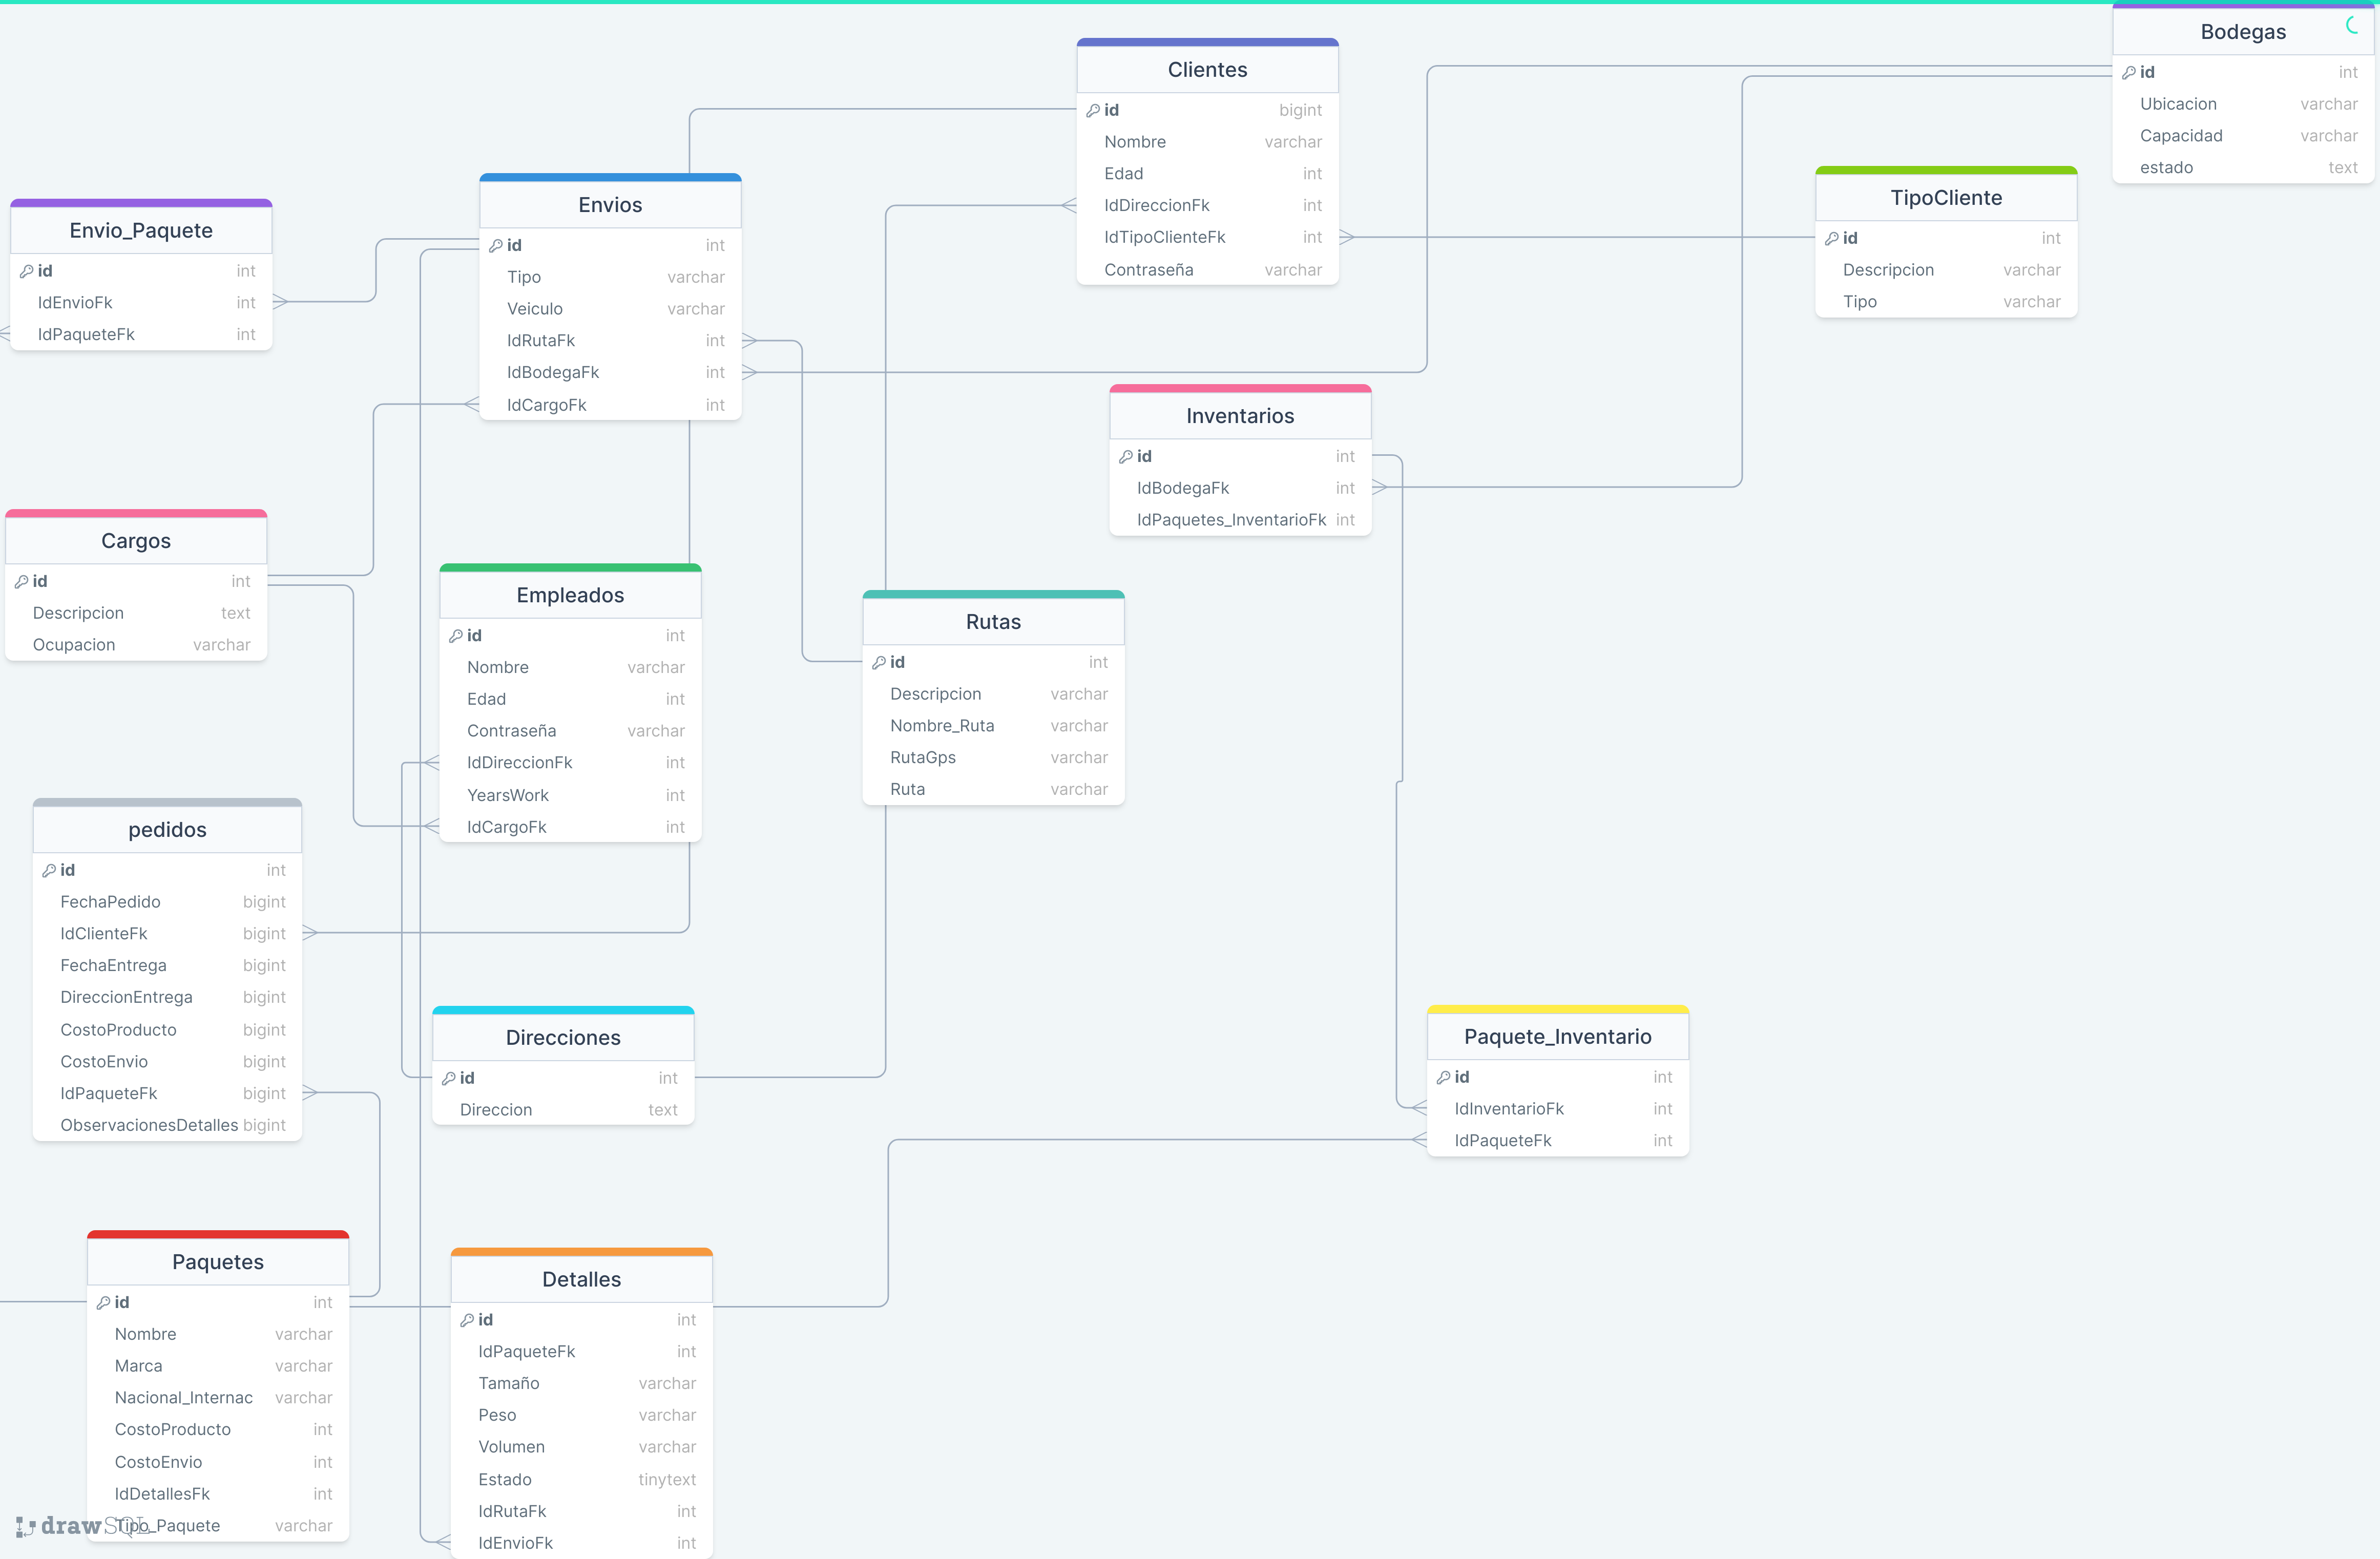 Bodegas
id int
Ubicacion varchar
Capacidad varchar
estado text
Clientes
id bigint
Nombre varchar
Edad int
IdDireccionFk int
IdTipoClienteFk int
Contraseña varchar
TipoCliente
id int
Descripcion varchar
Tipo varchar
Envios
id int
Tipo varchar
Veiculo varchar
IdRutaFk int
IdBodegaFk int
IdCargoFk int
Envio_Paquete
id int
IdEnvioFk int
IdPaqueteFk int
Inventarios
id int
IdBodegaFk int
IdPaquetes_InventarioFk int
Cargos
id int
Descripcion text
Ocupacion varchar
Empleados
id int
Nombre varchar
Edad int
Contraseña varchar
IdDireccionFk int
YearsWork int
IdCargoFk int
Rutas
id int
Descripcion varchar
Nombre_Ruta varchar
RutaGps varchar
Ruta varchar
pedidos
id int
FechaPedido bigint
IdClienteFk bigint
FechaEntrega bigint
DireccionEntrega bigint
CostoProducto bigint
CostoEnvio bigint
IdPaqueteFk bigint
ObservacionesDetalles bigint
Direcciones
id int
Direccion text
Paquete_Inventario
id int
IdInventarioFk int
IdPaqueteFk int
Paquetes
id int
Nombre varchar
Marca varchar
Nacional_Internac varchar
CostoProducto int
CostoEnvio int
IdDetallesFk int
Tipo_Paquete varchar
Detalles
id int
IdPaqueteFk int
Tamaño varchar
Peso varchar
Volumen varchar
Estado tinytext
IdRutaFk int
IdEnvioFk int
drawSQL